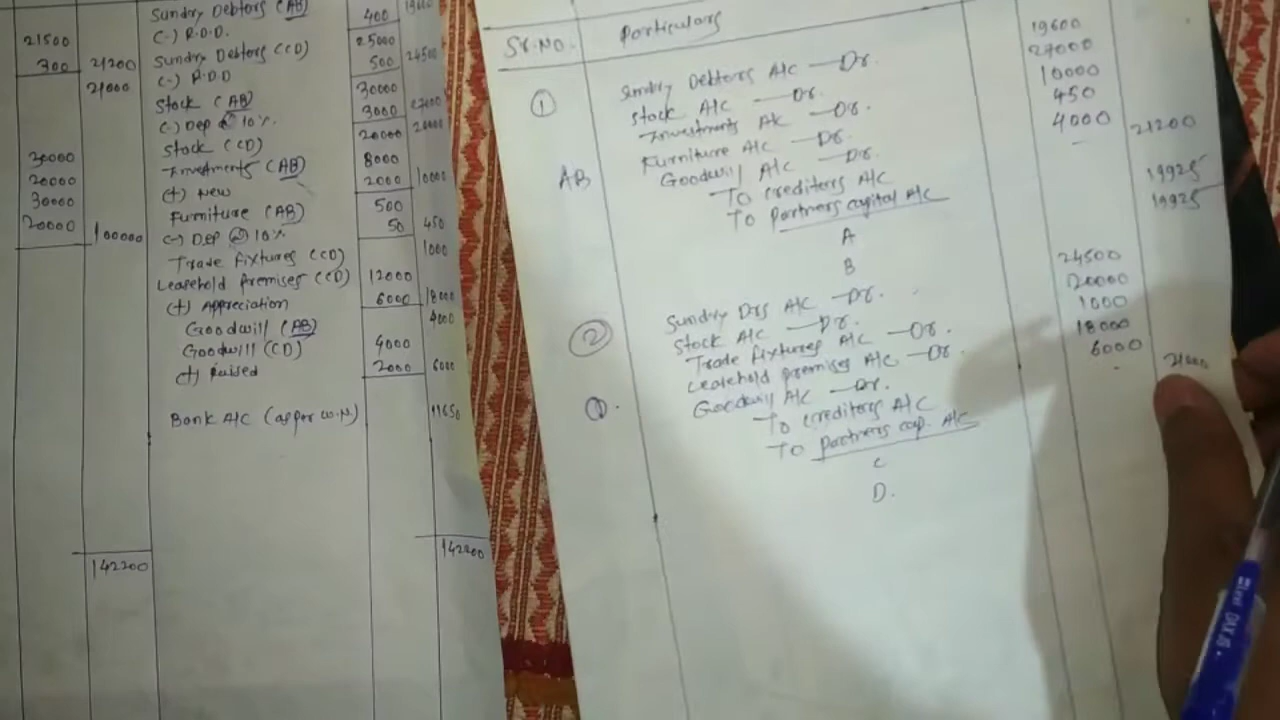 Sundry Debtors (AB)
400
19600
21500
(-) R.D.D.
25000
300
21200
Sundry Debtors (CD)
500
24500
21000
(-) R.D.D
30000
Stock (AB)
3000
27000
(-) Dep @ 10%
20000
20000
30000
Stock (CD)
8000
20000
Investments (AB)
2000
10000
30000
(+) New
500
20000
100000
Furniture (AB)
50
450
(-) Dep @ 10%
1000
Trade fixtures (CD)
Leasehold premises (CD)
12000
(+) Appreciation
6000
18000
Goodwill (AB)
4000
Goodwill (CD)
4000
(+) Raised
2000
6000
Bank A/C (as per W.N)
142200
142200
Sr.No.
Particulars
1
Sundry Debtors A/C — Dr.
19600
Stock A/C — Dr.
27000
Investments A/c — Dr.
10000
Furniture A/C — Dr.
450
AB
Goodwill A/C — Dr.
4000
To Creditors A/C
21200
To Partners capital A/C
A
19925
B
19925
2
Sundry Drs A/C — Dr.
24500
Stock A/C — Dr.
20000
Trade fixtures A/C — Dr.
1000
Leasehold premises A/C — Dr.
18000
Goodwill A/C — Dr.
6000
To Creditors A/C
21000
To Partners cap. A/C
C
D.